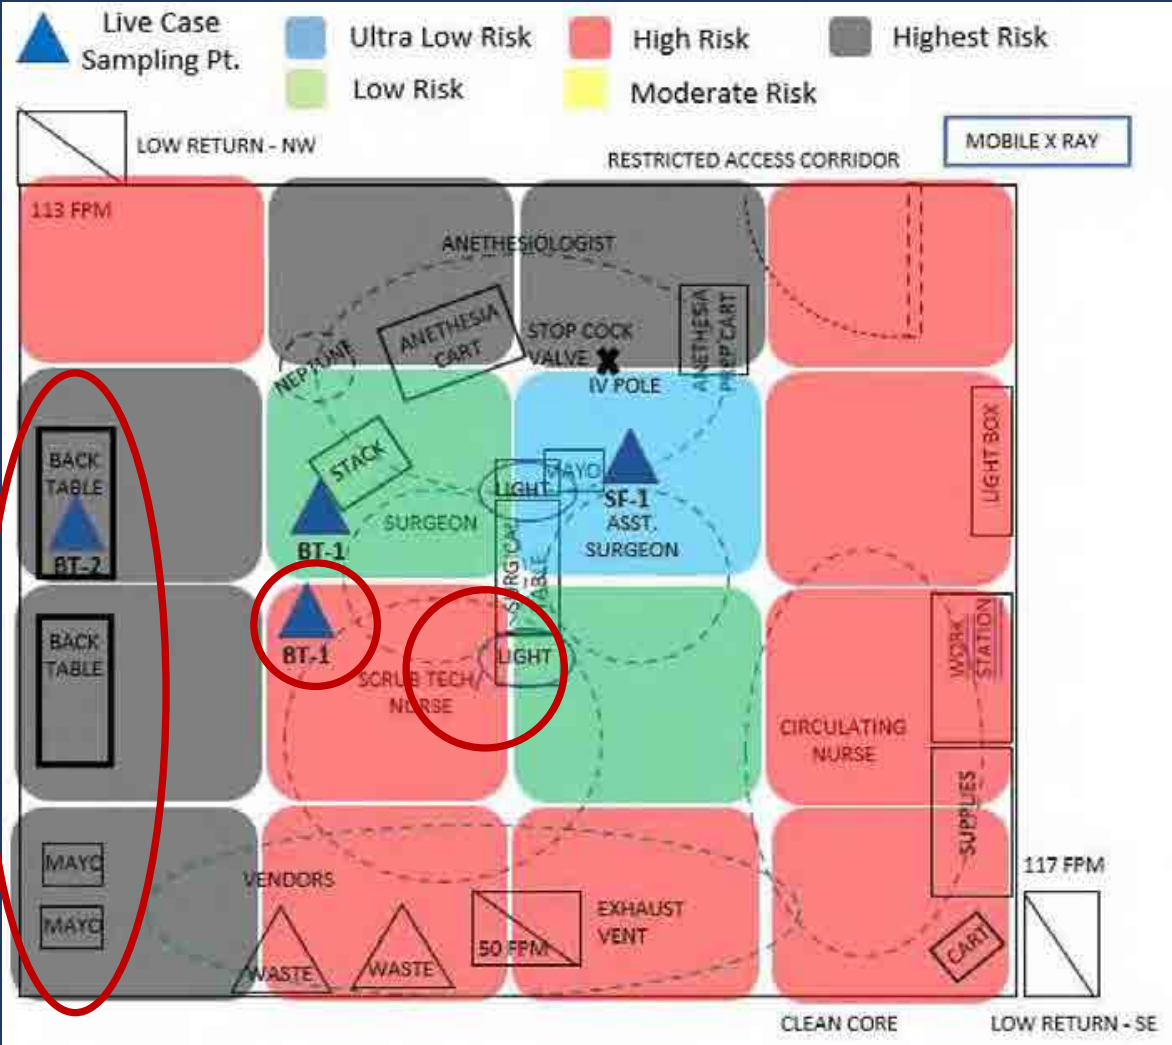 Live Case
Sampling Pt.
Ultra Low Risk
High Risk
Highest Risk
Low Risk
Moderate Risk
LOW RETURN - NW
RESTRICTED ACCESS CORRIDOR
MOBILE X RAY
113 FPM
ANETHESIOLOGIST
ANETHESIA
CART
STOP COCK
VALVE
IV POLE
ANETHESIA
PREP CART
NEPTUNE
STACK
LIGHT BOX
BACK
TABLE
BT-2
BT-1
SURGEON
LIGHT
MAYO
SF-1
ASST.
SURGEON
SURGICAL
TABLE
BACK
TABLE
BT-1
SCRUB TECH/
NURSE
LIGHT
WORK
STATION
CIRCULATING
NURSE
SUPPLIES
MAYO
MAYO
VENDORS
WASTE
WASTE
50 FPM
EXHAUST
VENT
117 FPM
CART
CLEAN CORE
LOW RETURN - SE